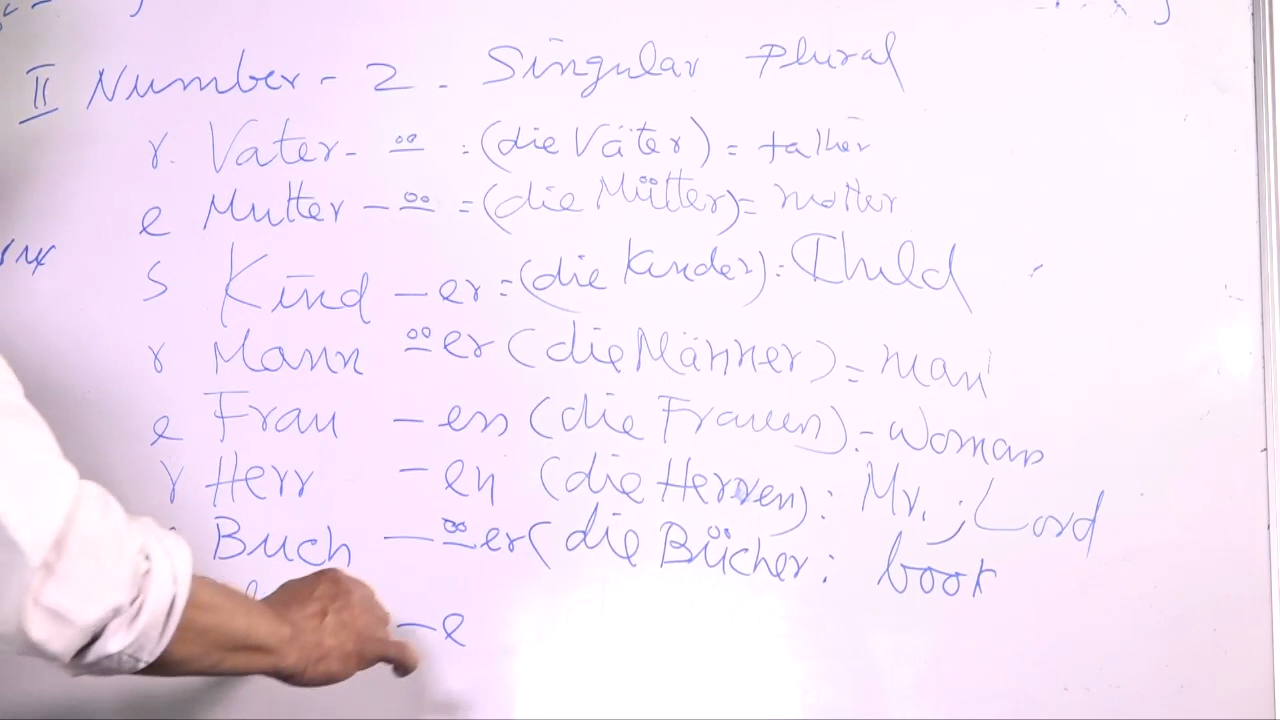 II Number - 2 - Singular Plural
r. Vater - ⸚ = (die Väter) = father
e Mutter - ⸚ = (die Mütter) = mother
s Kind - er = (die Kinder) : Child
r Mann ⸚er (die Männer) = man
e Frau - en (die Frauen) - Woman
r Herr - en (die Herren) : Mr. ; Lord
Buch - ⸚er (die Bücher : book
- e